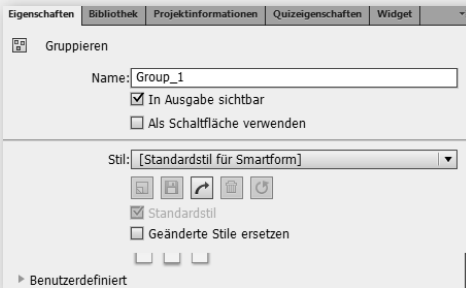 Eigenschaften Bibliothek Projektinformationen Quizeigenschaften Widget
Gruppieren
Name: Group_1
In Ausgabe sichtbar
Als Schaltfläche verwenden
Stil: [Standardstil für Smartform]
Standardstil
Geänderte Stile ersetzen
Benutzerdefiniert